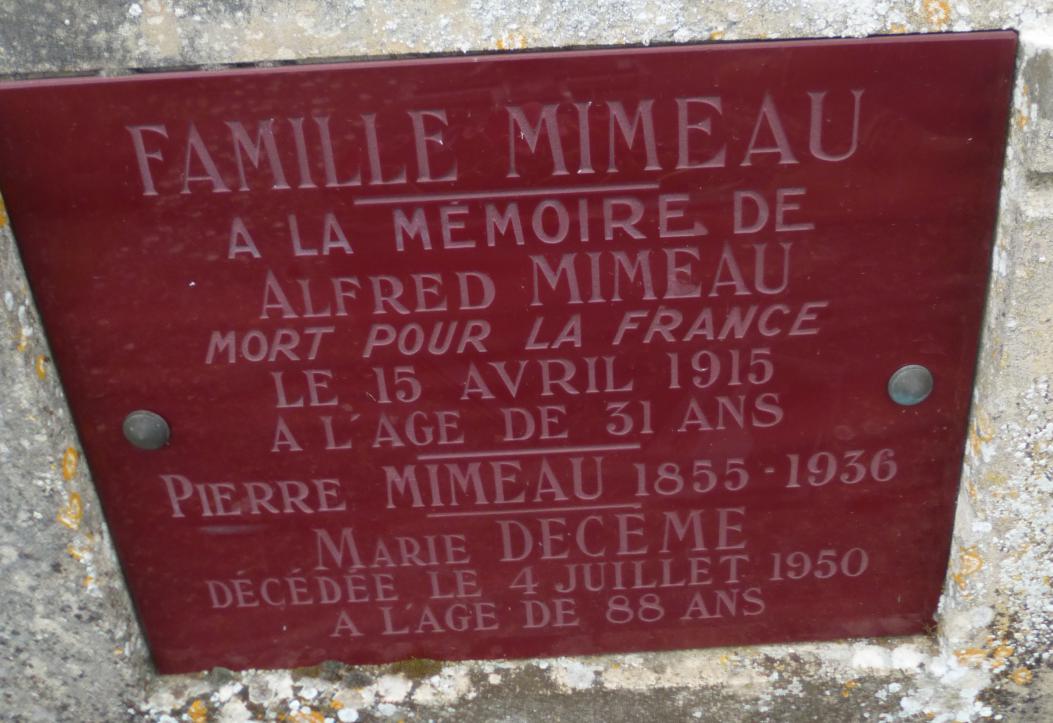 FAMILLE MIMEAU
A LA MÉMOIRE DE
ALFRED MIMEAU
MORT POUR LA FRANCE
LE 15 AVRIL 1915
A L'AGE DE 31 ANS
PIERRE MIMEAU 1855-1936
MARIE DECEME
DÉCÉDÉE LE 4 JUILLET 1950
A L'AGE DE 88 ANS